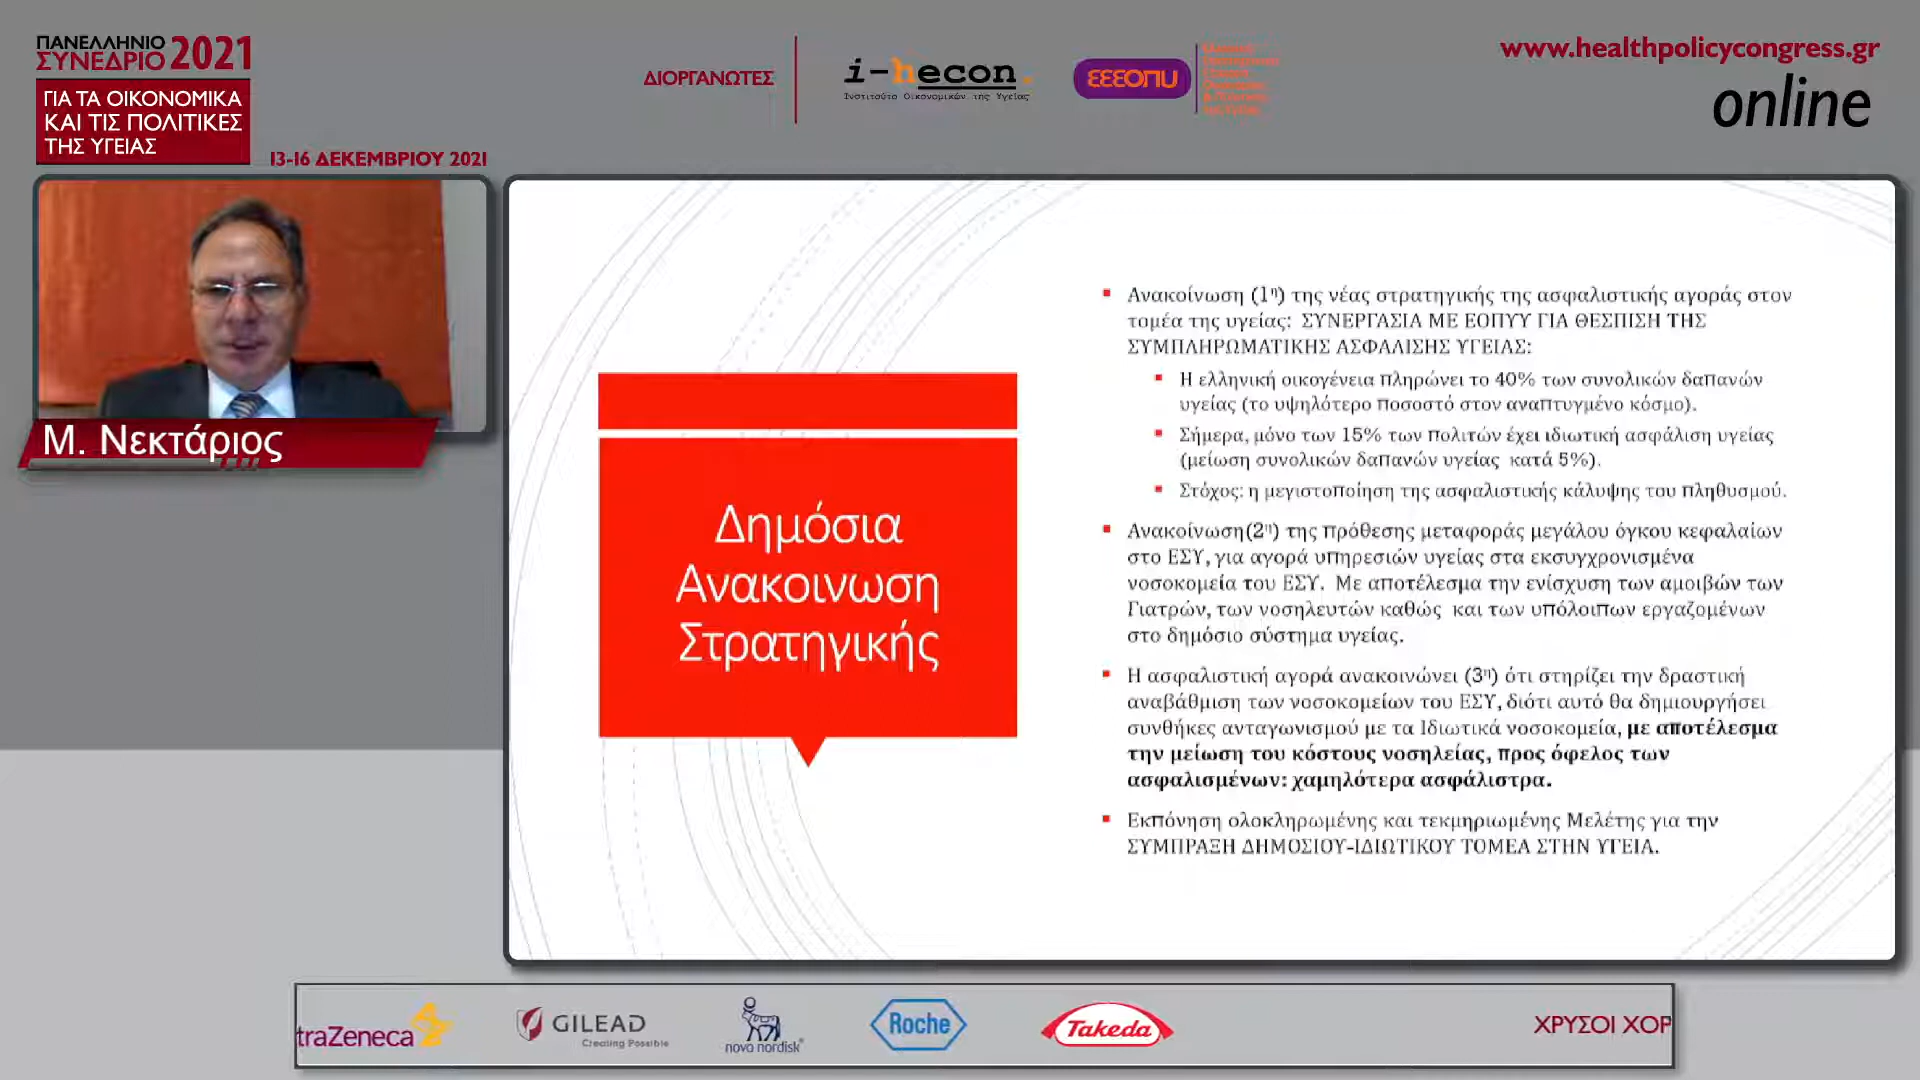 ΠΑΝΕΛΛΗΝΙΟ
ΣΥΝΕΔΡΙΟ 2021
ΓΙΑ ΤΑ ΟΙΚΟΝΟΜΙΚΑ
ΚΑΙ ΤΙΣ ΠΟΛΙΤΙΚΕΣ
ΤΗΣ ΥΓΕΙΑΣ
13-16 ΔΕΚΕΜΒΡΙΟΥ 2021
ΔΙΟΡΓΑΝΩΤΕΣ
i-hecon.
Ινστιτούτο Οικονομικών της Υγείας
ΕΕΕΟΠΥ
www.healthpolicycongress.gr
online
Μ. Νεκτάριος
Δημόσια
Ανακοινωση
Στρατηγικής
Ανακοίνωση (1η) της νέας στρατηγικής της ασφαλιστικής αγοράς στον
τομέα της υγείας: ΣΥΝΕΡΓΑΣΙΑ ΜΕ ΕΟΠΥΥ ΓΙΑ ΘΕΣΠΙΣΗ ΤΗΣ
ΣΥΜΠΛΗΡΩΜΑΤΙΚΗΣ ΑΣΦΑΛΙΣΗΣ ΥΓΕΙΑΣ:
Η ελληνική οικογένεια πληρώνει το 40% των συνολικών δαπανών
υγείας (το υψηλότερο ποσοστό στον αναπτυγμένο κόσμο).
Σήμερα, μόνο των 15% των πολιτών έχει ιδιωτική ασφάλιση υγείας
(μείωση συνολικών δαπανών υγείας κατά 5%).
Στόχος: η μεγιστοποίηση της ασφαλιστικής κάλυψης του πληθυσμού.
Ανακοίνωση(2η) της πρόθεσης μεταφοράς μεγάλου όγκου κεφαλαίων
στο ΕΣΥ, για αγορά υπηρεσιών υγείας στα εκσυγχρονισμένα
νοσοκομεία του ΕΣΥ. Με αποτέλεσμα την ενίσχυση των αμοιβών των
Γιατρών, των νοσηλευτών καθώς και των υπόλοιπων εργαζομένων
στο δημόσιο σύστημα υγείας.
Η ασφαλιστική αγορά ανακοινώνει (3η) ότι στηρίζει την δραστική
αναβάθμιση των νοσοκομείων του ΕΣΥ, διότι αυτό θα δημιουργήσει
συνθήκες ανταγωνισμού με τα Ιδιωτικά νοσοκομεία, με αποτέλεσμα
την μείωση του κόστους νοσηλείας, προς όφελος των
ασφαλισμένων: χαμηλότερα ασφάλιστρα.
Εκπόνηση ολοκληρωμένης και τεκμηριωμένης Μελέτης για την
ΣΥΜΠΡΑΞΗ ΔΗΜΟΣΙΟΥ-ΙΔΙΩΤΙΚΟΥ ΤΟΜΕΑ ΣΤΗΝ ΥΓΕΙΑ.
traZeneca
GILEAD
Creating Possible
novo nordisk
Roche
Takeda
ΧΡΥΣΟΙ ΧΟΡ